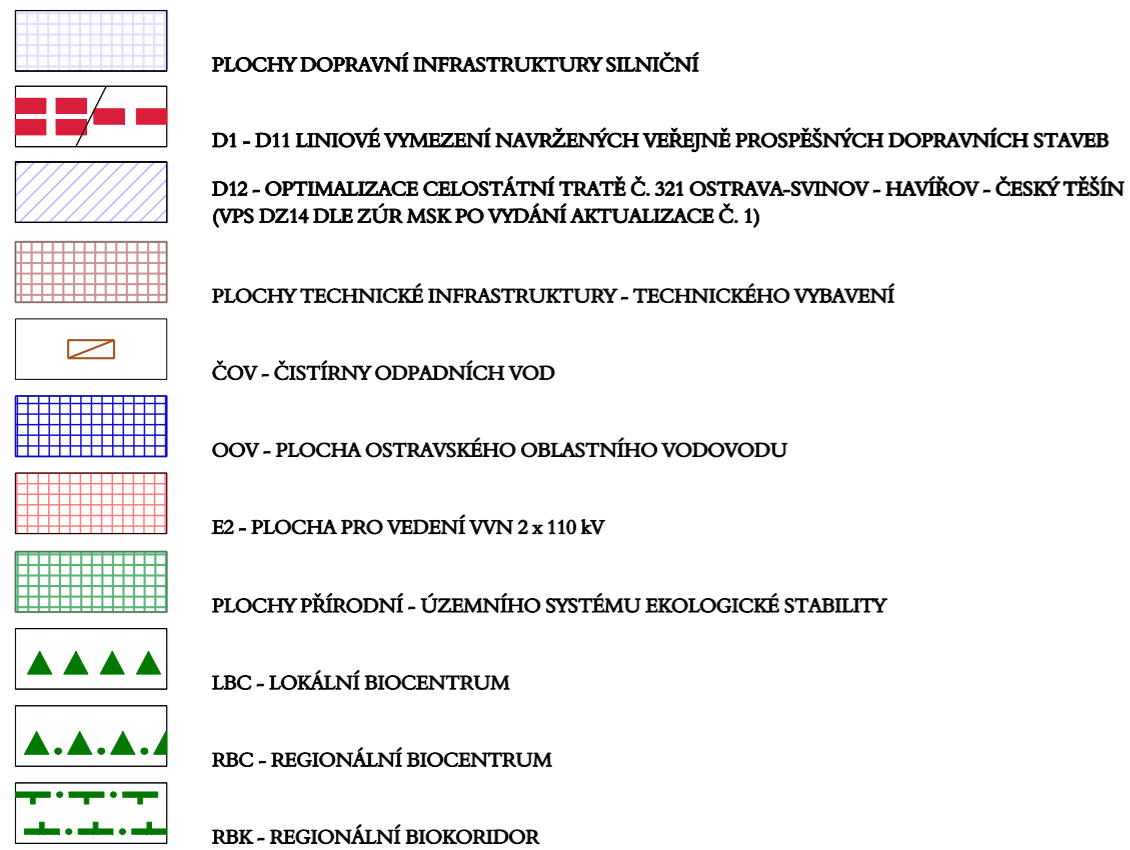 PLOCHY DOPRAVNÍ INFRASTRUKTURY SILNIČNÍ
D1 - D11 LINIOVÉ VYMEZENÍ NAVRŽENÝCH VEŘEJNĚ PROSPĚŠNÝCH DOPRAVNÍCH STAVEB
D12 - OPTIMALIZACE CELOSTÁTNÍ TRATĚ Č. 321 OSTRAVA-SVINOV - HAVÍŘOV - ČESKÝ TĚŠÍN
(VPS DZ14 DLE ZÚR MSK PO VYDÁNÍ AKTUALIZACE Č. 1)
PLOCHY TECHNICKÉ INFRASTRUKTURY - TECHNICKÉHO VYBAVENÍ
ČOV - ČISTÍRNY ODPADNÍCH VOD
OOV - PLOCHA OSTRAVSKÉHO OBLASTNÍHO VODOVODU
E2 - PLOCHA PRO VEDENÍ VVN 2 x 110 kV
PLOCHY PŘÍRODNÍ - ÚZEMNÍHO SYSTÉMU EKOLOGICKÉ STABILITY
LBC - LOKÁLNÍ BIOCENTRUM
RBC - REGIONÁLNÍ BIOCENTRUM
RBK - REGIONÁLNÍ BIOKORIDOR